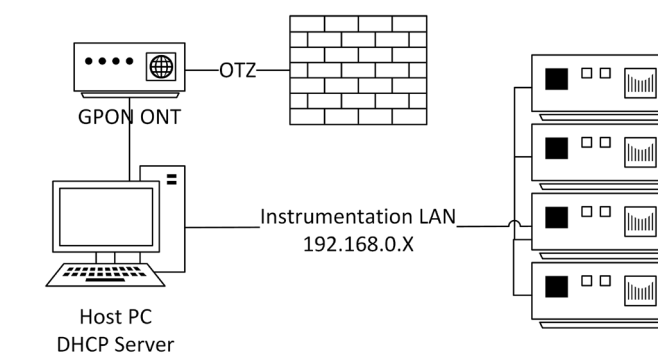 OTZ
GPON ONT
Instrumentation LAN
192.168.0.X
Host PC
DHCP Server